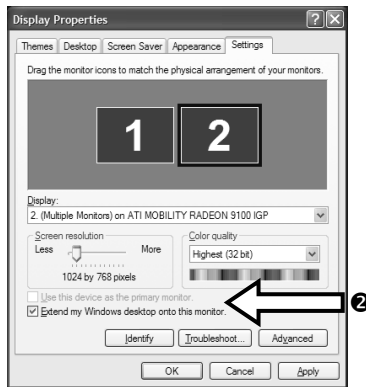 Display Properties
Themes Desktop Screen Saver Appearance Settings
Drag the monitor icons to match the physical arrangement of your monitors.
1 2
Display:
2. (Multiple Monitors) on ATI MOBILITY RADEON 9100 IGP
Screen resolution Color quality
Less More Highest (32 bit)
1024 by 768 pixels
Use this device as the primary monitor.
Extend my Windows desktop onto this monitor.
❷
Identify Troubleshoot... Advanced
OK Cancel Apply